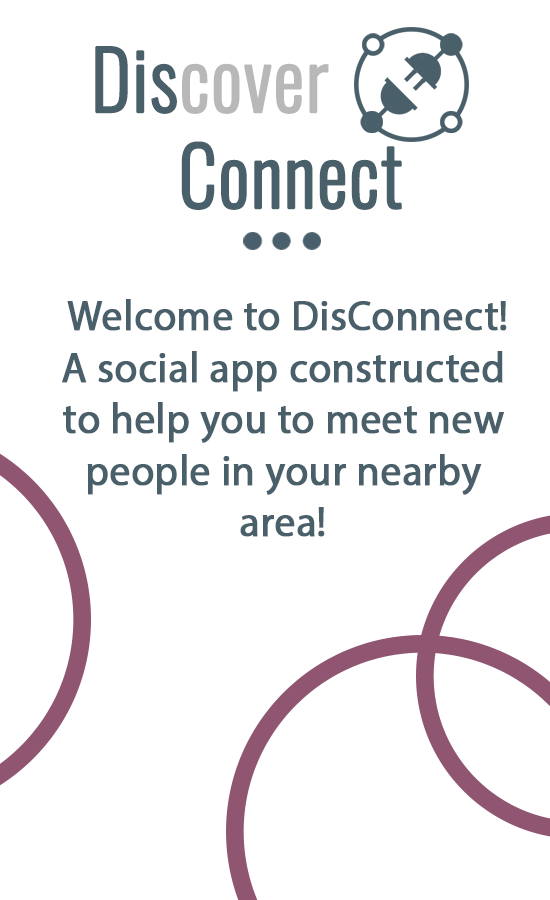 Discover
Connect
Welcome to DisConnect!
A social app constructed
to help you to meet new
people in your nearby
area!